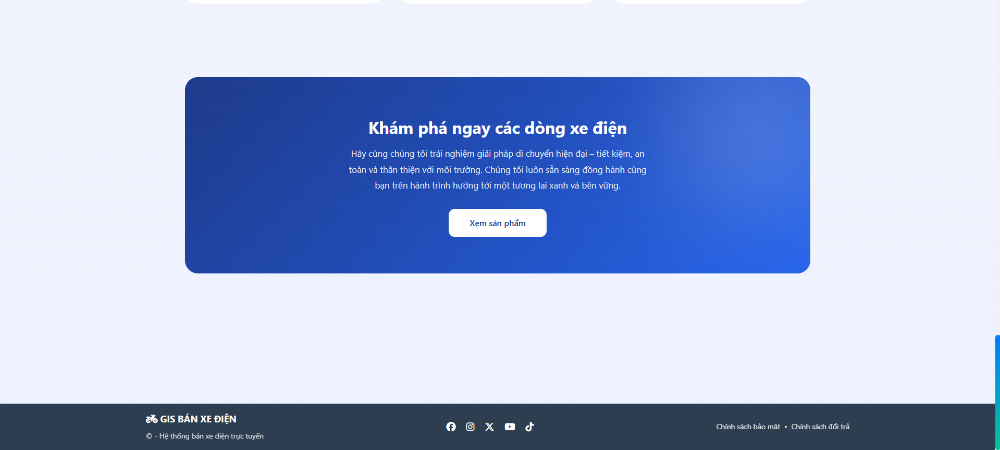 Khám phá ngay các dòng xe điện
Hãy cùng chúng tôi trải nghiệm giải pháp di chuyển hiện đại – tiết kiệm, an
toàn và thân thiện với môi trường. Chúng tôi luôn sẵn sàng đồng hành cùng
bạn trên hành trình hướng tới một tương lai xanh và bền vững.
Xem sản phẩm
GIS BÁN XE ĐIỆN
© - Hệ thống bán xe điện trực tuyến
Chính sách bảo mật • Chính sách đổi trả